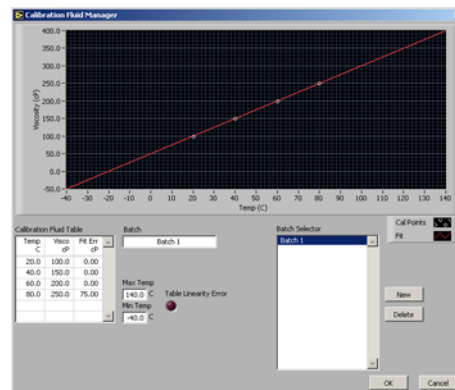 Calibration Fluid Manager
400.0
350.0
300.0
250.0
200.0
150.0
100.0
50.0
0.0
-50.0
Viscosity (cP)
-40 -30 -20 -10 0 10 20 30 40 50 60 70 80 90 100 110 120 130 140
Temp (C)
Calibration Fluid Table
Temp C Visco cP Fit Err cP
20.0 100.0 0.00
40.0 150.0 0.00
60.0 200.0 0.00
80.0 250.0 75.00
Batch
Batch 1
Max Temp
140.0 C
Min Temp
-40.0 C
Table Linearity Error
Batch Selector
Batch 1
Cal Points
Fit
New
Delete
OK
Cancel